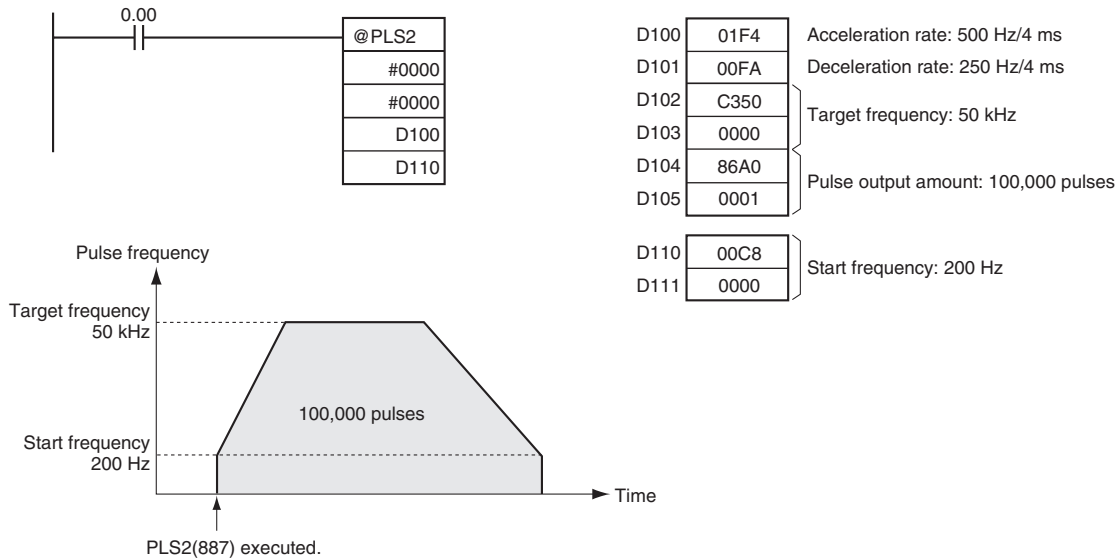 0.00
@PLS2
#0000
#0000
D100
D110
D100 01F4 Acceleration rate: 500 Hz/4 ms
D101 00FA Deceleration rate: 250 Hz/4 ms
D102 C350
Target frequency: 50 kHz
D103 0000
D104 86A0
Pulse output amount: 100,000 pulses
D105 0001
D110 00C8
Start frequency: 200 Hz
D111 0000
Pulse frequency
Target frequency
50 kHz
100,000 pulses
Start frequency
200 Hz
Time
PLS2(887) executed.